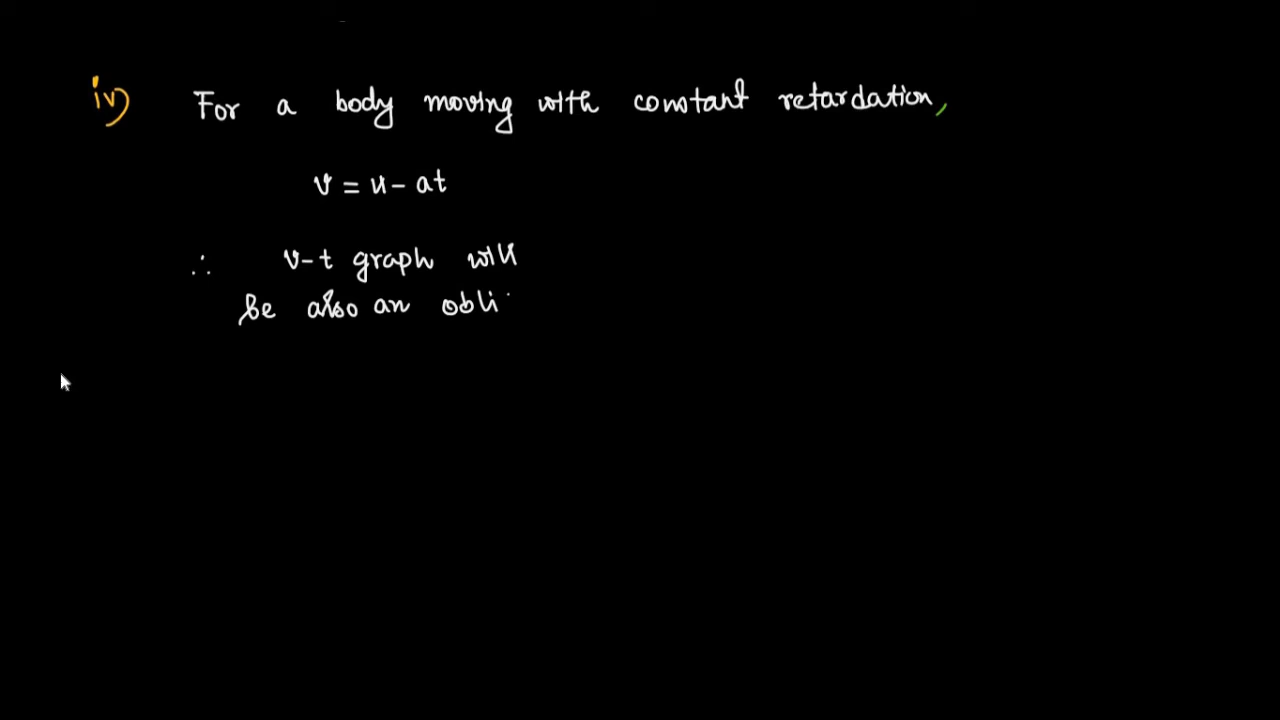 iv) For a body moving with constant retardation,
v = u - at
∴ v-t graph will
be also an obli